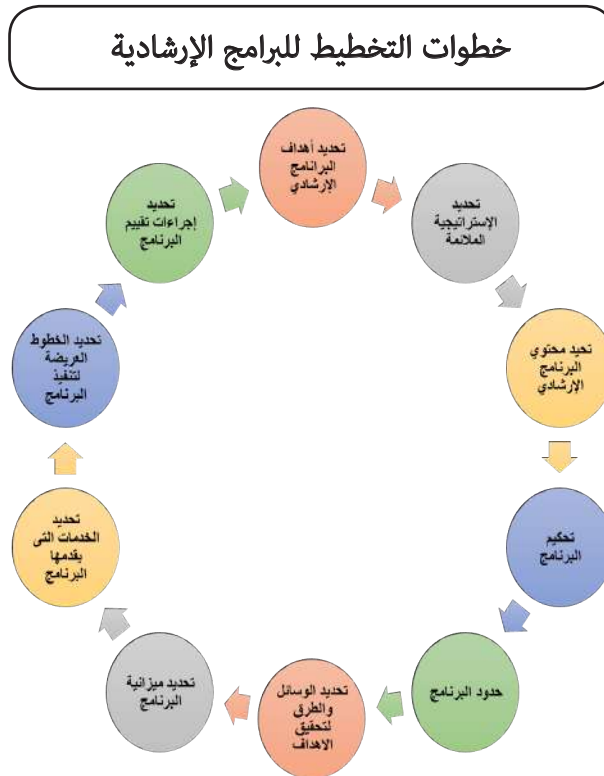 خطوات التخطيط للبرامج الإرشادية
تحديد أهداف
البرانامج
الإرشادي
تحديد
الإستراتيجية
الملائمة
تحيد محتوي
البرنامج
الإرشادي
تحكيم
البرنامج
حدود البرنامج
تحديد الوسائل
والطرق
لتحقيق
الاهداف
تحديد ميزانية
البرنامج
تحديد
الخدمات التى
يقدمها
البرنامج
تحديد الخطوط
العريضة
لتنفيذ
البرنامج
تحديد
إجراءات تقييم
البرنامج